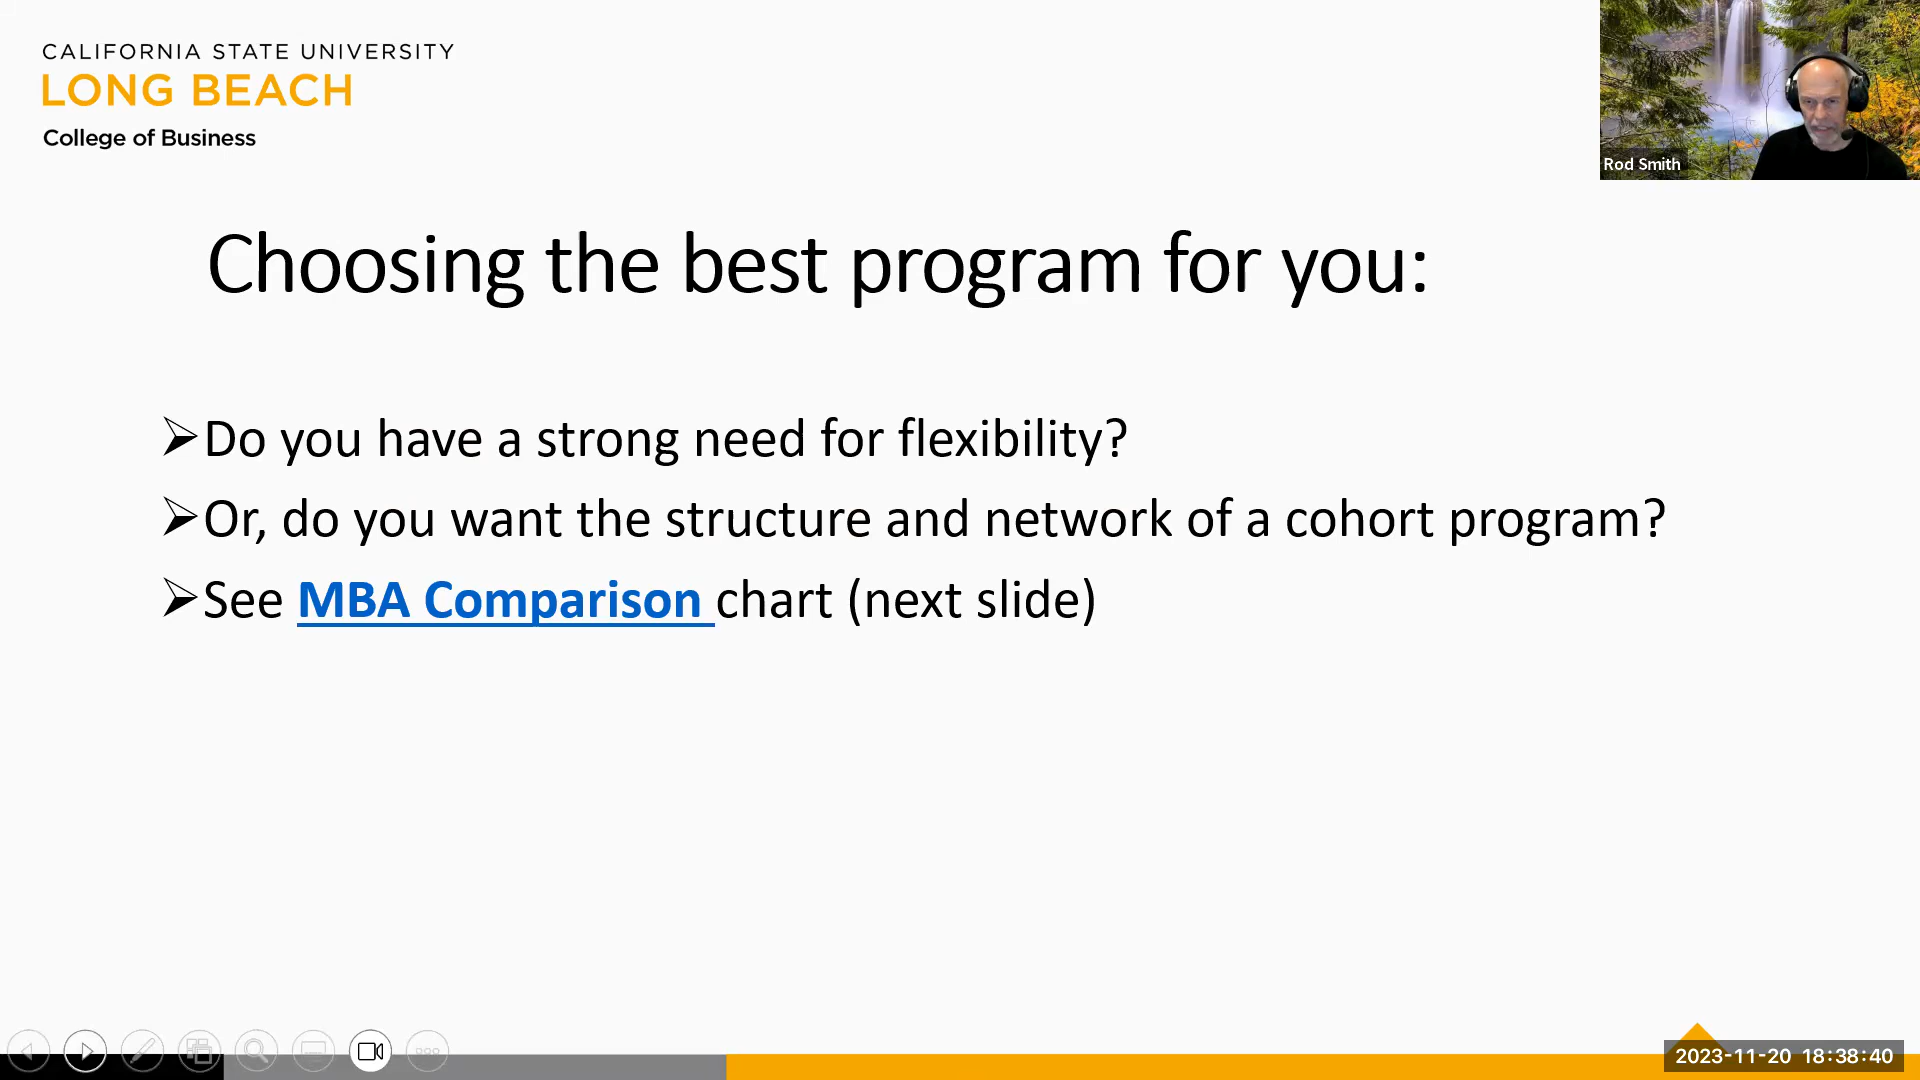 CALIFORNIA STATE UNIVERSITY
LONG BEACH
College of Business
Rod Smith
Choosing the best program for you:
➢Do you have a strong need for flexibility?
➢Or, do you want the structure and network of a cohort program?
➢See MBA Comparison chart (next slide)
2023-11-20 18:38:40